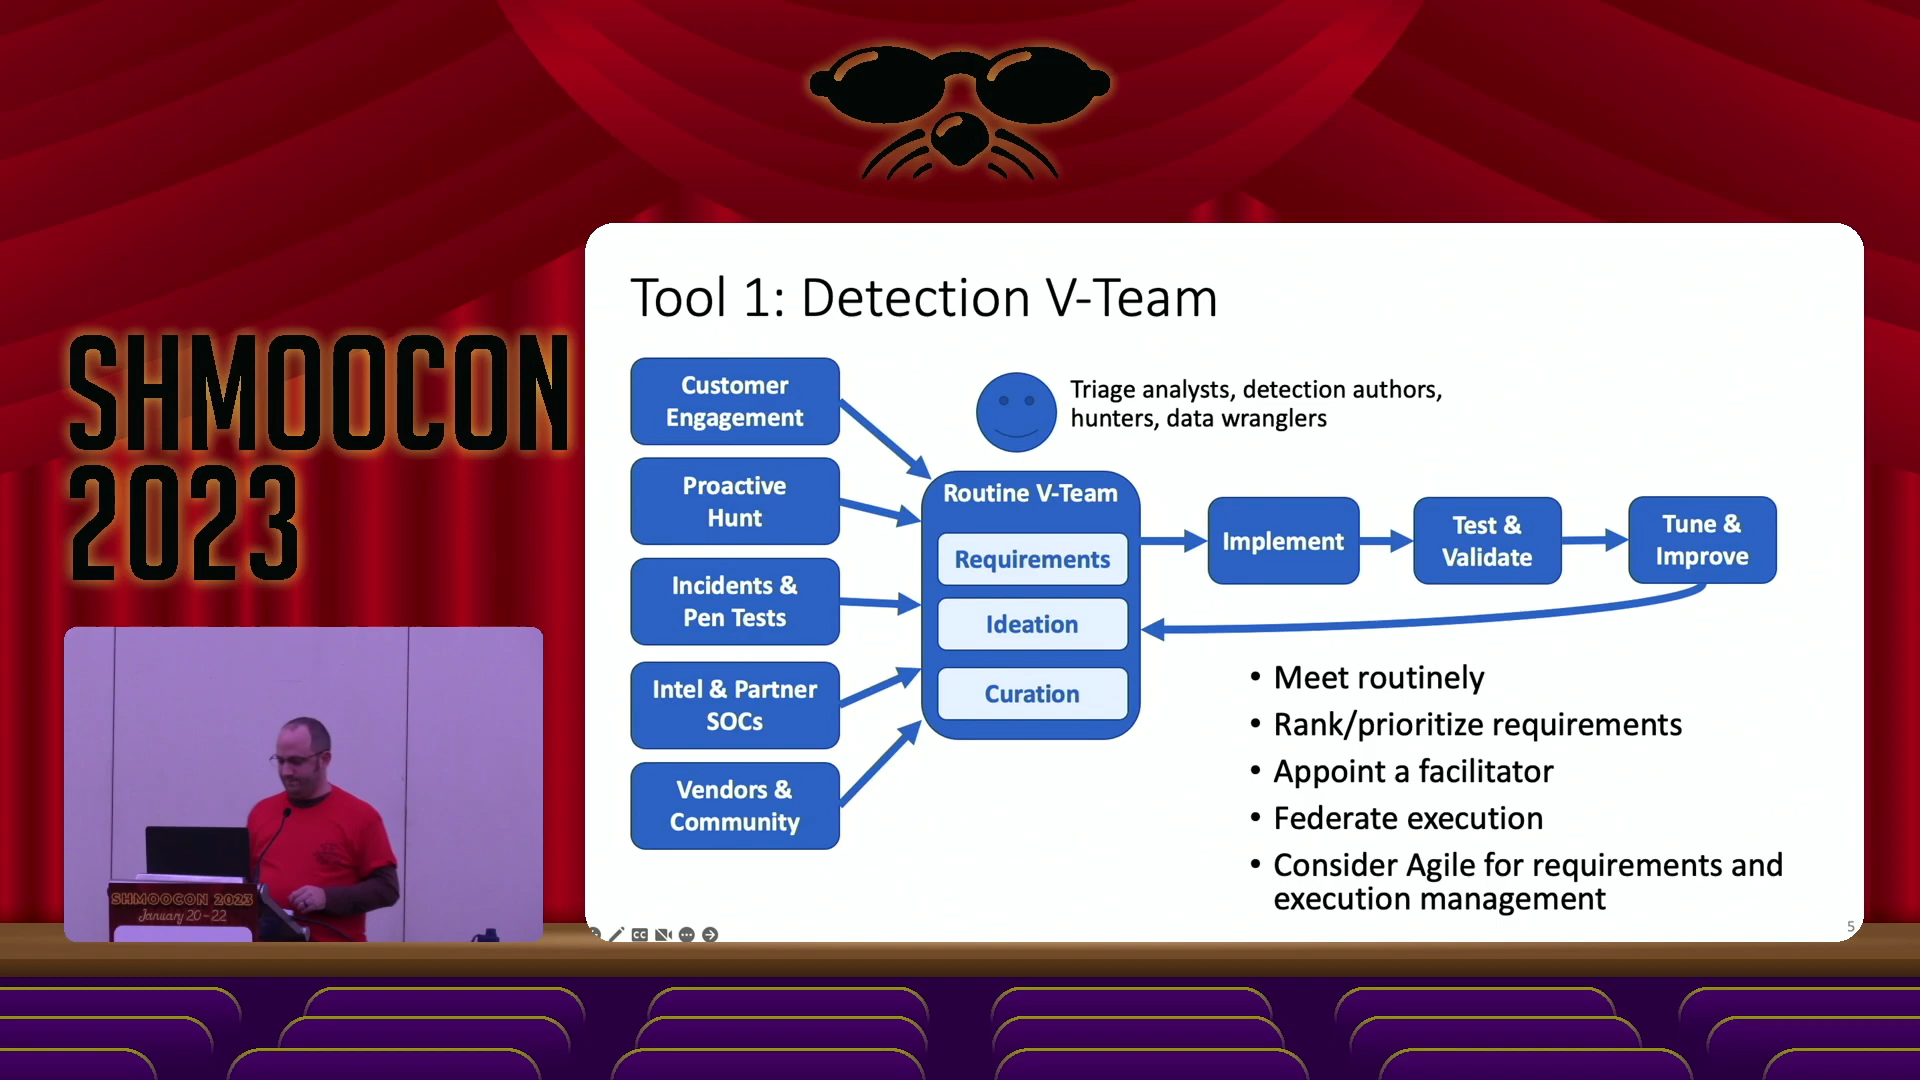 SHMOOCON
2023
Tool 1: Detection V-Team
Customer
Engagement
Proactive
Hunt
Incidents &
Pen Tests
Intel & Partner
SOCs
Vendors &
Community
Triage analysts, detection authors,
hunters, data wranglers
Routine V-Team
Requirements
Ideation
Curation
Implement
Test &
Validate
Tune &
Improve
• Meet routinely
• Rank/prioritize requirements
• Appoint a facilitator
• Federate execution
• Consider Agile for requirements and
execution management
5
CC
SHMOOCON 2023
January 20-22